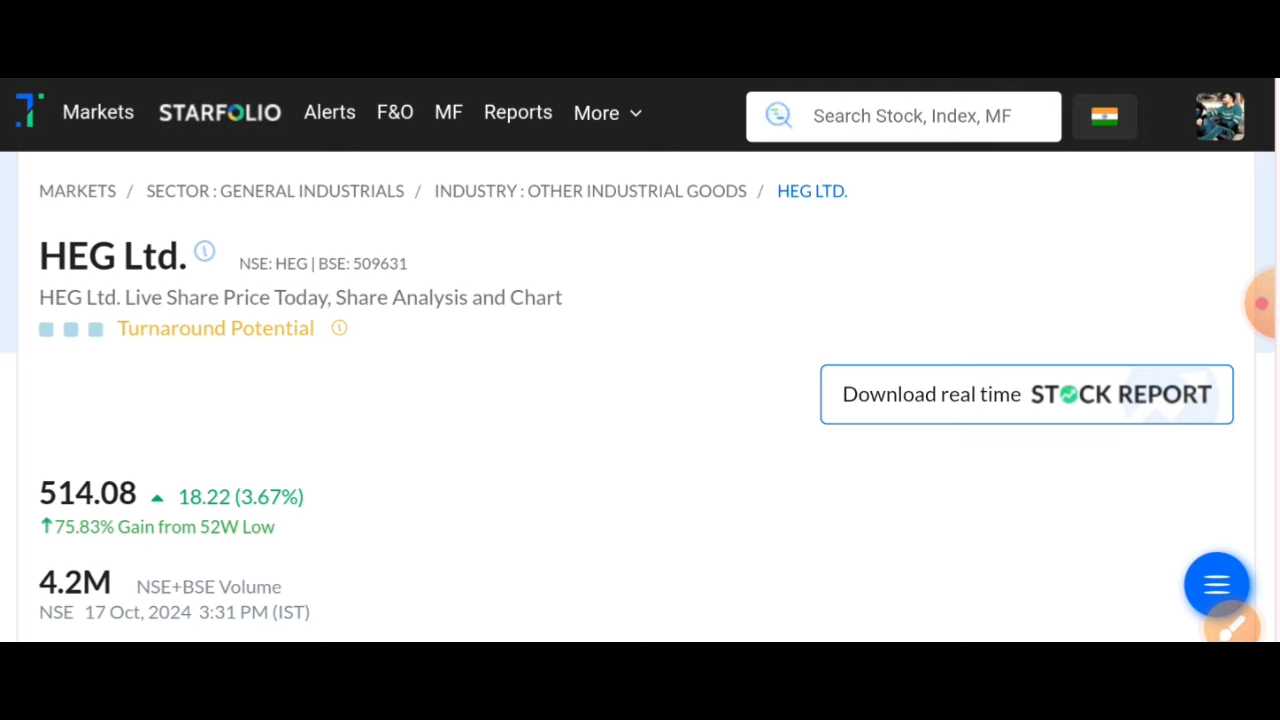 Markets STARFOLIO Alerts F&O MF Reports More Search Stock, Index, MF
MARKETS / SECTOR : GENERAL INDUSTRIALS / INDUSTRY : OTHER INDUSTRIAL GOODS / HEG LTD.
HEG Ltd. NSE: HEG | BSE: 509631
HEG Ltd. Live Share Price Today, Share Analysis and Chart
Turnaround Potential
Download real time STOCK REPORT
514.08 18.22 (3.67%)
75.83% Gain from 52W Low
4.2M NSE+BSE Volume
NSE 17 Oct, 2024 3:31 PM (IST)